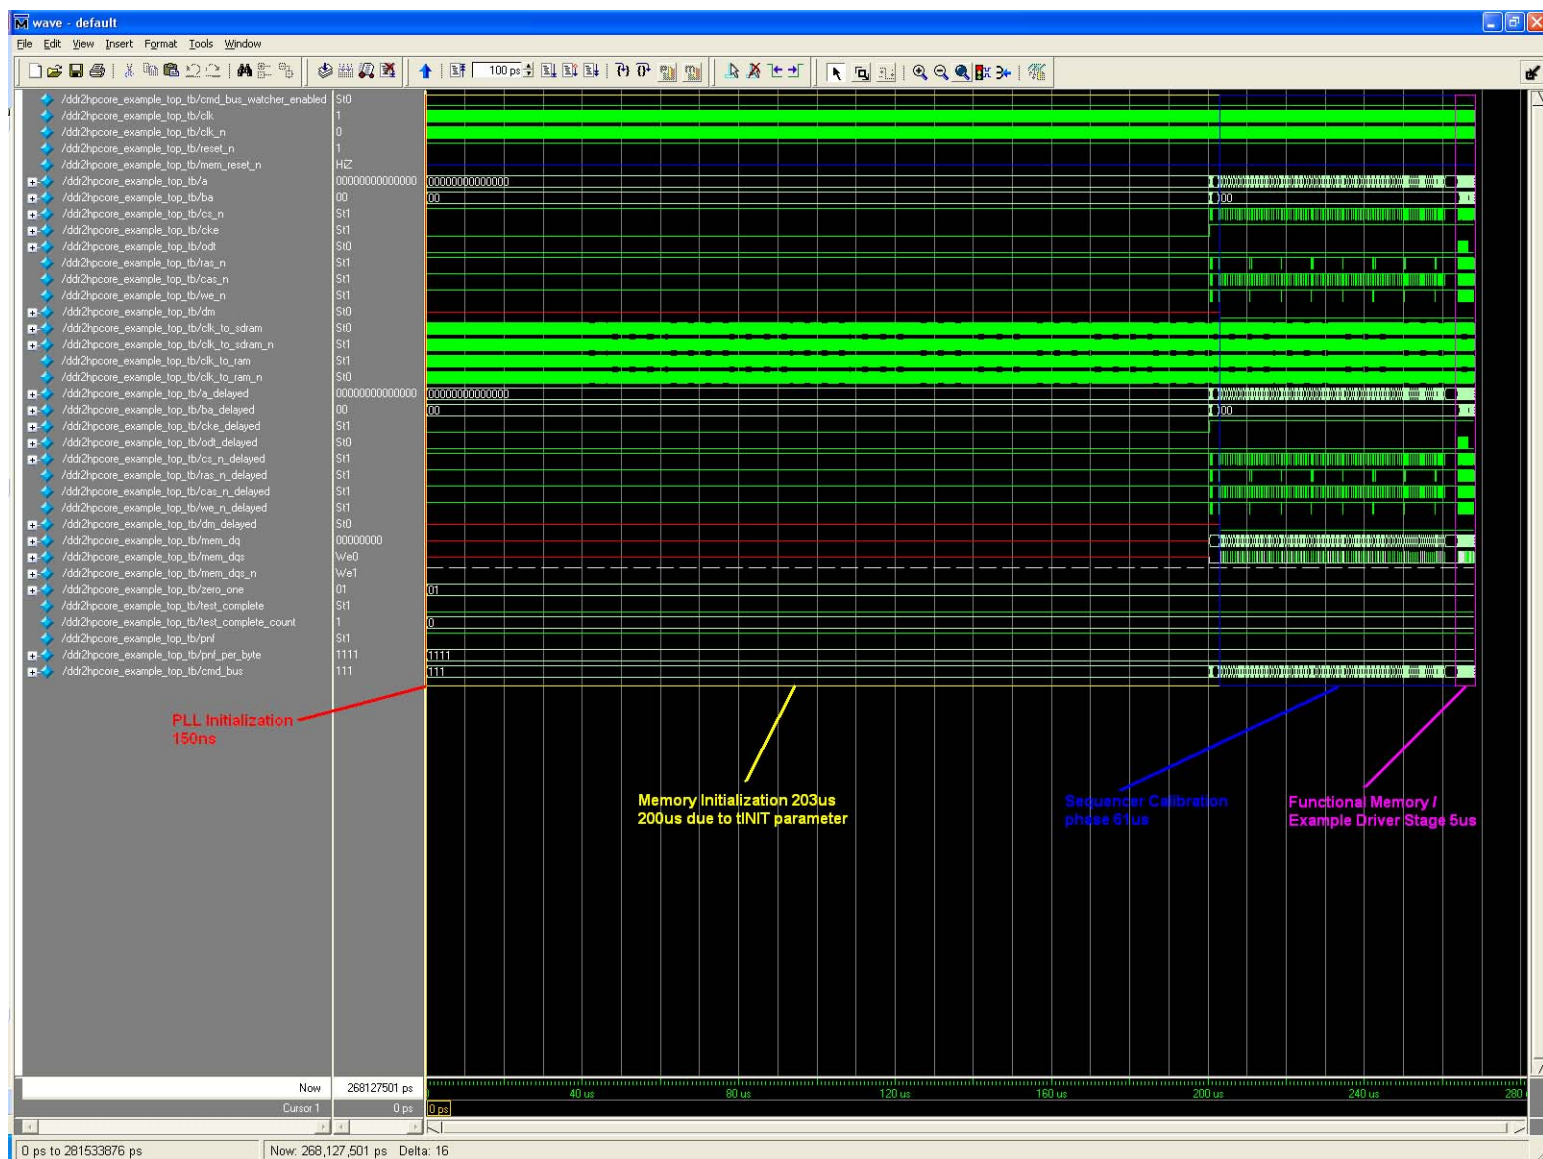 wave - default
File Edit View Insert Format Tools Window
100 ps
/ddr2hpcore_example_top_tb/cmd_bus_watcher_enabled St0
/ddr2hpcore_example_top_tb/clk 1
/ddr2hpcore_example_top_tb/clk_n 0
/ddr2hpcore_example_top_tb/reset_n 1
/ddr2hpcore_example_top_tb/mem_reset_n HiZ
/ddr2hpcore_example_top_tb/a 00000000000000 00000000000000
/ddr2hpcore_example_top_tb/ba 00 00 00
/ddr2hpcore_example_top_tb/cs_n St1
/ddr2hpcore_example_top_tb/cke St1
/ddr2hpcore_example_top_tb/odt St0
/ddr2hpcore_example_top_tb/ras_n St1
/ddr2hpcore_example_top_tb/cas_n St1
/ddr2hpcore_example_top_tb/we_n St1
/ddr2hpcore_example_top_tb/dm St0
/ddr2hpcore_example_top_tb/clk_to_sdram St0
/ddr2hpcore_example_top_tb/clk_to_sdram_n St1
/ddr2hpcore_example_top_tb/clk_to_ram St1
/ddr2hpcore_example_top_tb/clk_to_ram_n St0
/ddr2hpcore_example_top_tb/a_delayed 00000000000000 00000000000000
/ddr2hpcore_example_top_tb/ba_delayed 00 00 00
/ddr2hpcore_example_top_tb/cke_delayed St1
/ddr2hpcore_example_top_tb/odt_delayed St0
/ddr2hpcore_example_top_tb/cs_n_delayed St1
/ddr2hpcore_example_top_tb/ras_n_delayed St1
/ddr2hpcore_example_top_tb/cas_n_delayed St1
/ddr2hpcore_example_top_tb/we_n_delayed St1
/ddr2hpcore_example_top_tb/dm_delayed St0
/ddr2hpcore_example_top_tb/mem_dq 00000000
/ddr2hpcore_example_top_tb/mem_dqs We0
/ddr2hpcore_example_top_tb/mem_dqs_n We1
/ddr2hpcore_example_top_tb/zero_one 01 01
/ddr2hpcore_example_top_tb/test_complete St1
/ddr2hpcore_example_top_tb/test_complete_count 1 0
/ddr2hpcore_example_top_tb/pnf St1
/ddr2hpcore_example_top_tb/pnf_per_byte 1111 1111
/ddr2hpcore_example_top_tb/cmd_bus 111 111
PLL Initialization
150ns
Memory Initialization 203us
200us due to tINIT parameter
Sequencer Calibration
phase 61us
Functional Memory /
Example Driver Stage 5us
Now 268127501 ps
40 us 80 us 120 us 160 us 200 us 240 us 280
Cursor 1 0 ps 0 ps
0 ps to 281533876 ps Now: 268,127,501 ps Delta: 16